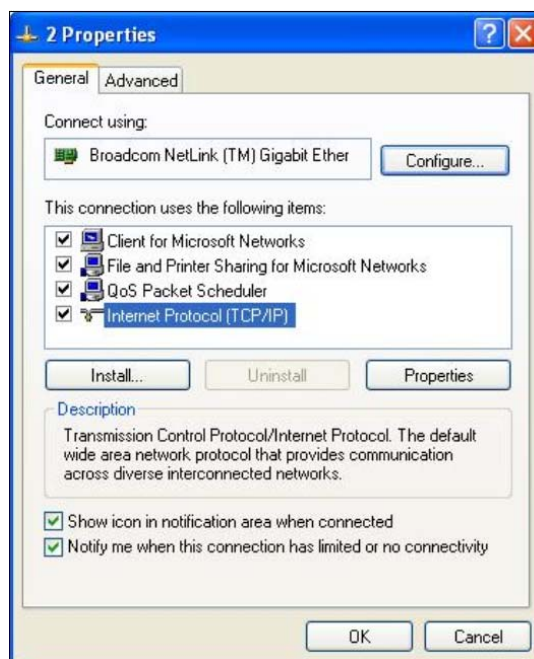 2 Properties
General Advanced
Connect using:
Broadcom NetLink (TM) Gigabit Ether
Configure...
This connection uses the following items:
Client for Microsoft Networks
File and Printer Sharing for Microsoft Networks
QoS Packet Scheduler
Internet Protocol (TCP/IP)
Install... Uninstall Properties
Description
Transmission Control Protocol/Internet Protocol. The default
wide area network protocol that provides communication
across diverse interconnected networks.
Show icon in notification area when connected
Notify me when this connection has limited or no connectivity
OK Cancel